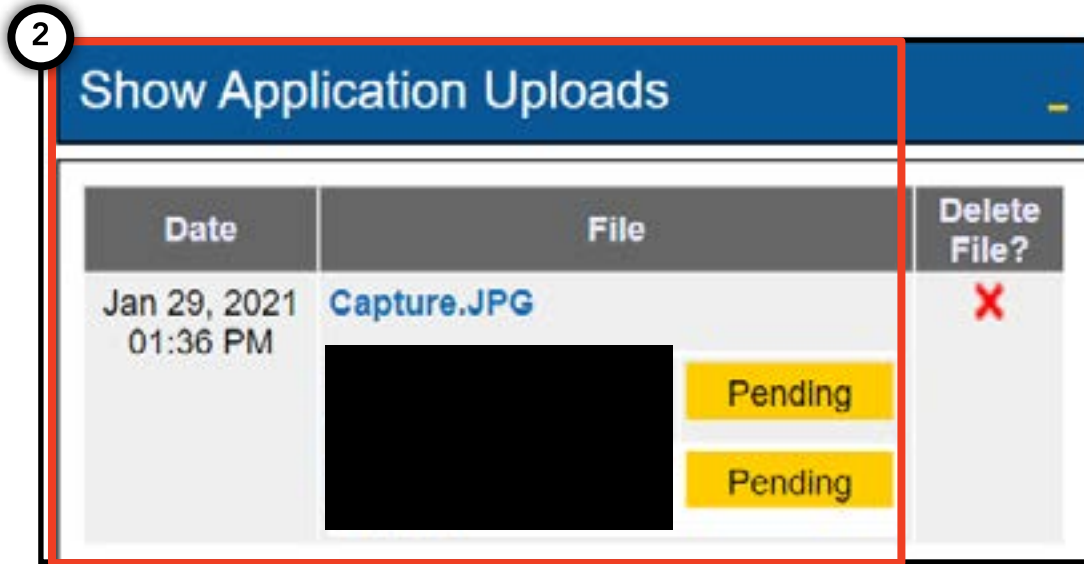 2
Show Application Uploads
Date
File
Delete
File?
Jan 29, 2021
01:36 PM
Capture.JPG
Pending
Pending